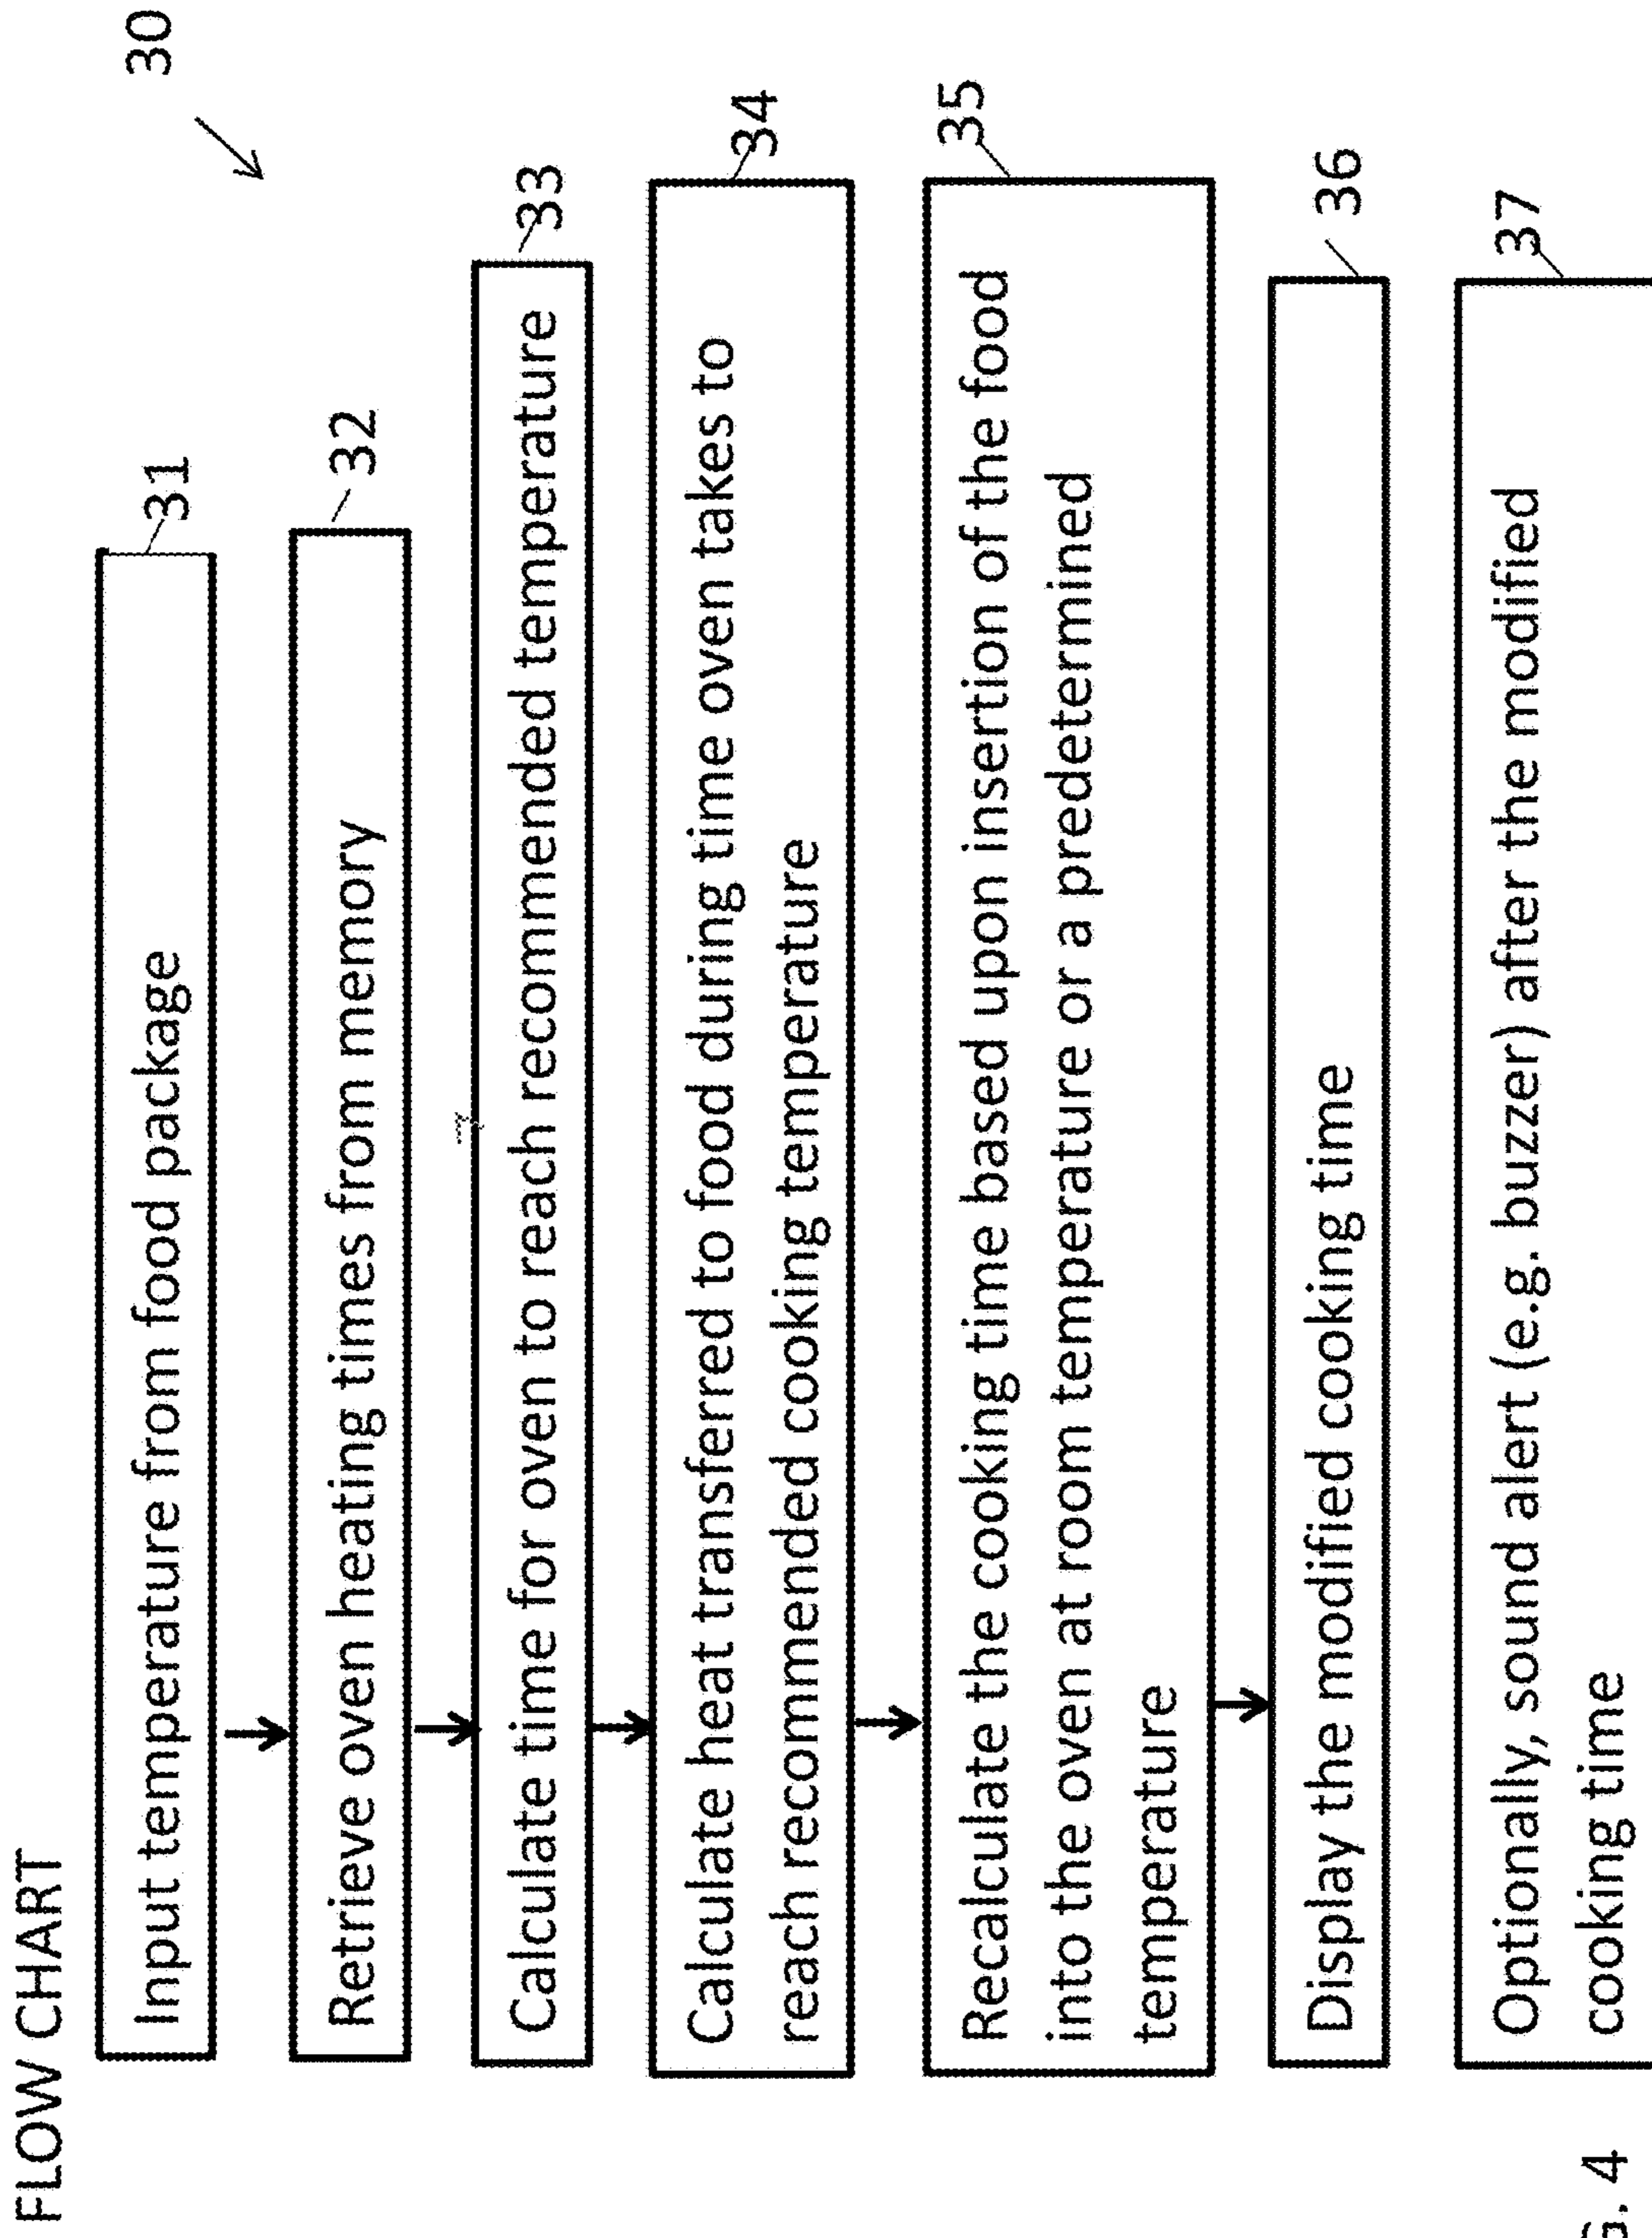 FLOW CHART
30
31
Input temperature from food package
32
Retrieve oven heating times from memory
33
Calculate time for oven to reach recommended temperature
34
Calculate heat transferred to food during time oven takes to
reach recommended cooking temperature
35
Recalculate the cooking time based upon insertion of the food
into the oven at room temperature or a predetermined
temperature
36
Display the modified cooking time
37
Optionally, sound alert (e.g. buzzer) after the modified
cooking time
. 4